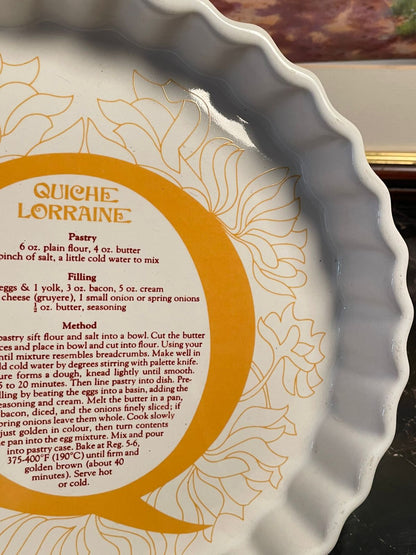 QUICHE
LORRAINE
Pastry
6 oz. plain flour, 4 oz. butter
pinch of salt, a little cold water to mix
Filling
eggs & 1 yolk, 3 oz. bacon, 5 oz. cream
cheese (gruyere), 1 small onion or spring onions
½ oz. butter, seasoning
Method
pastry sift flour and salt into a bowl. Cut the butter
ces and place in bowl and cut into flour. Using your
ntil mixture resembles breadcrumbs. Make well in
ld cold water by degrees stirring with palette knife.
ure forms a dough, knead lightly until smooth.
5 to 20 minutes. Then line pastry into dish. Pre-
lling by beating the eggs into a basin, adding the
seasoning and cream. Melt the butter in a pan,
bacon, diced, and the onions finely sliced; if
pring onions leave them whole. Cook slowly
just golden in colour, then turn contents
e pan into the egg mixture. Mix and pour
into pastry case. Bake at Reg. 5-6,
375-400°F (190°C) until firm and
golden brown (about 40
minutes). Serve hot
or cold.